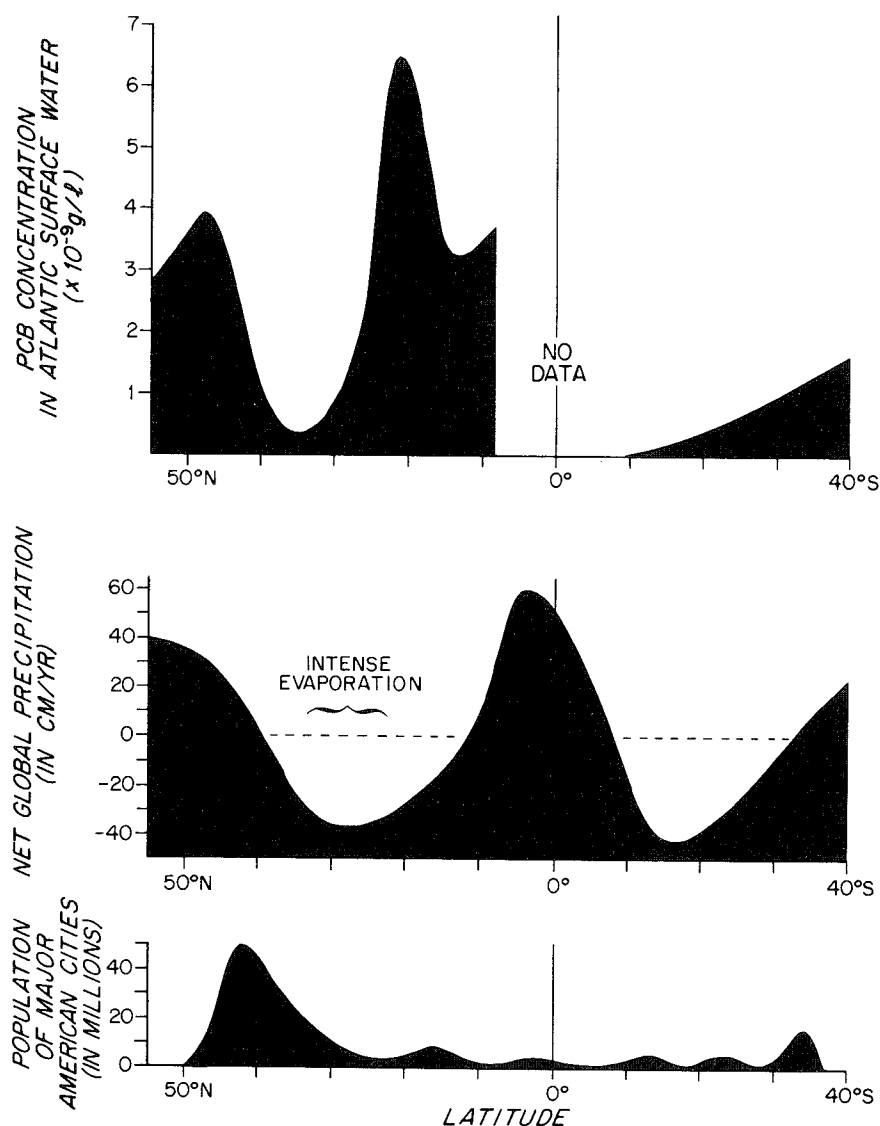 PCB CONCENTRATION
IN ATLANTIC SURFACE WATER
(x 10⁻⁹g/ℓ)
7
6
5
4
3
2
1
NO
DATA
50°N
0°
40°S
NET GLOBAL PRECIPITATION
(IN CM/YR)
60
40
20
0
-20
-40
INTENSE
EVAPORATION
50°N
0°
40°S
POPULATION
OF MAJOR
AMERICAN CITIES
(IN MILLIONS)
40
20
0
50°N
0°
40°S
LATITUDE